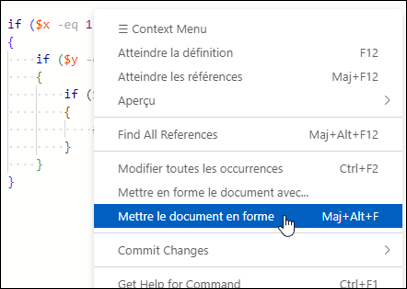 if ($x -eq 1
{
if ($y -
{
if (
{
}
}
}
☰ Context Menu
Atteindre la définition F12
Atteindre les références Maj+F12
Aperçu >
Find All References Maj+Alt+F12
Modifier toutes les occurrences Ctrl+F2
Mettre en forme le document avec...
Mettre le document en forme Maj+Alt+F
Commit Changes >
Get Help for Command Ctrl+F1